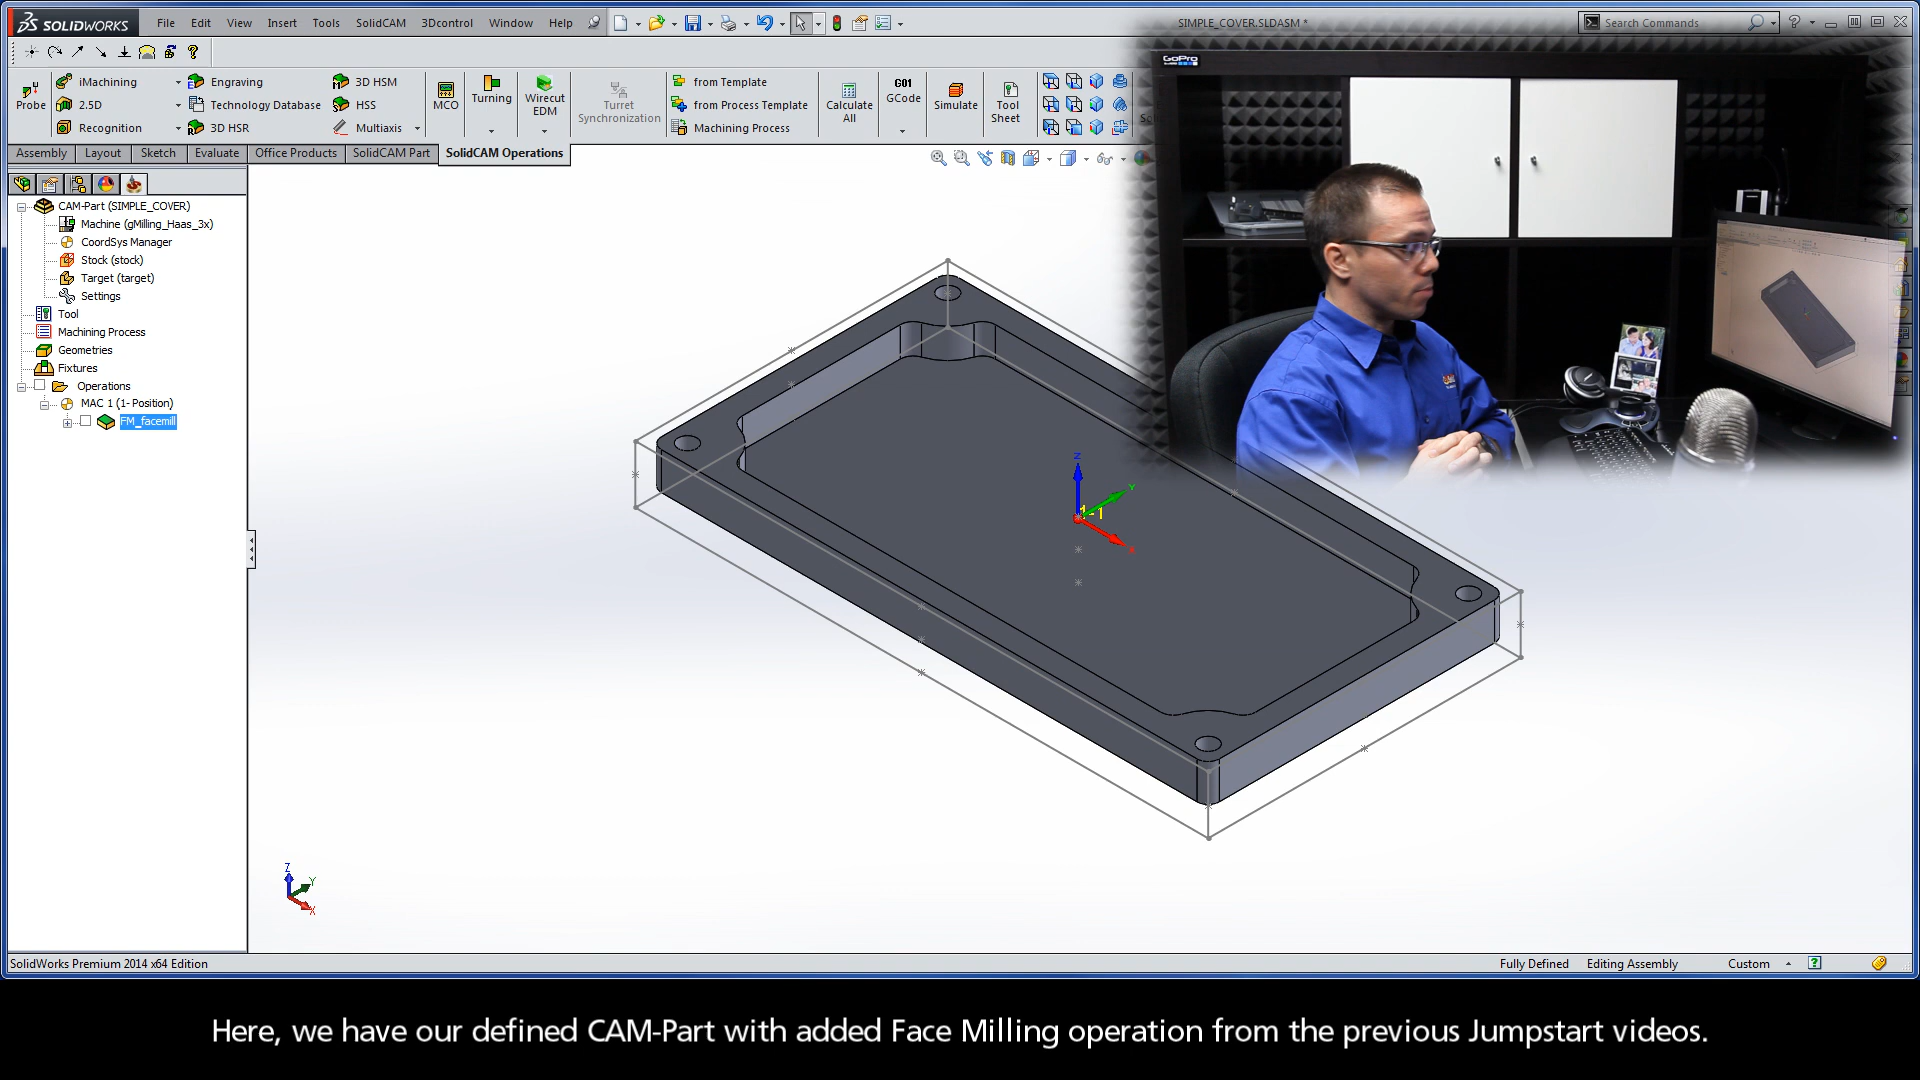 SOLIDWORKS File Edit View Insert Tools SolidCAM 3Dcontrol Window Help SIMPLE_COVER.SLDASM * Search Commands
GoPro
Probe
iMachining
2.5D
Recognition
Engraving
Technology Database
3D HSR
3D HSM
HSS
Multiaxis
MCO
Turning
Wirecut
EDM
Turret
Synchronization
from Template
from Process Template
Machining Process
Calculate
All
G01
GCode
Simulate
Tool
Sheet
Assembly Layout Sketch Evaluate Office Products SolidCAM Part SolidCAM Operations
CAM-Part (SIMPLE_COVER)
Machine (gMilling_Haas_3x)
CoordSys Manager
Stock (stock)
Target (target)
Settings
Tool
Machining Process
Geometries
Fixtures
Operations
MAC 1 (1- Position)
FM_facemill
Z
Y
1-1
X
Z
Y
X
SolidWorks Premium 2014 x64 Edition Fully Defined Editing Assembly Custom
Here, we have our defined CAM-Part with added Face Milling operation from the previous Jumpstart videos.